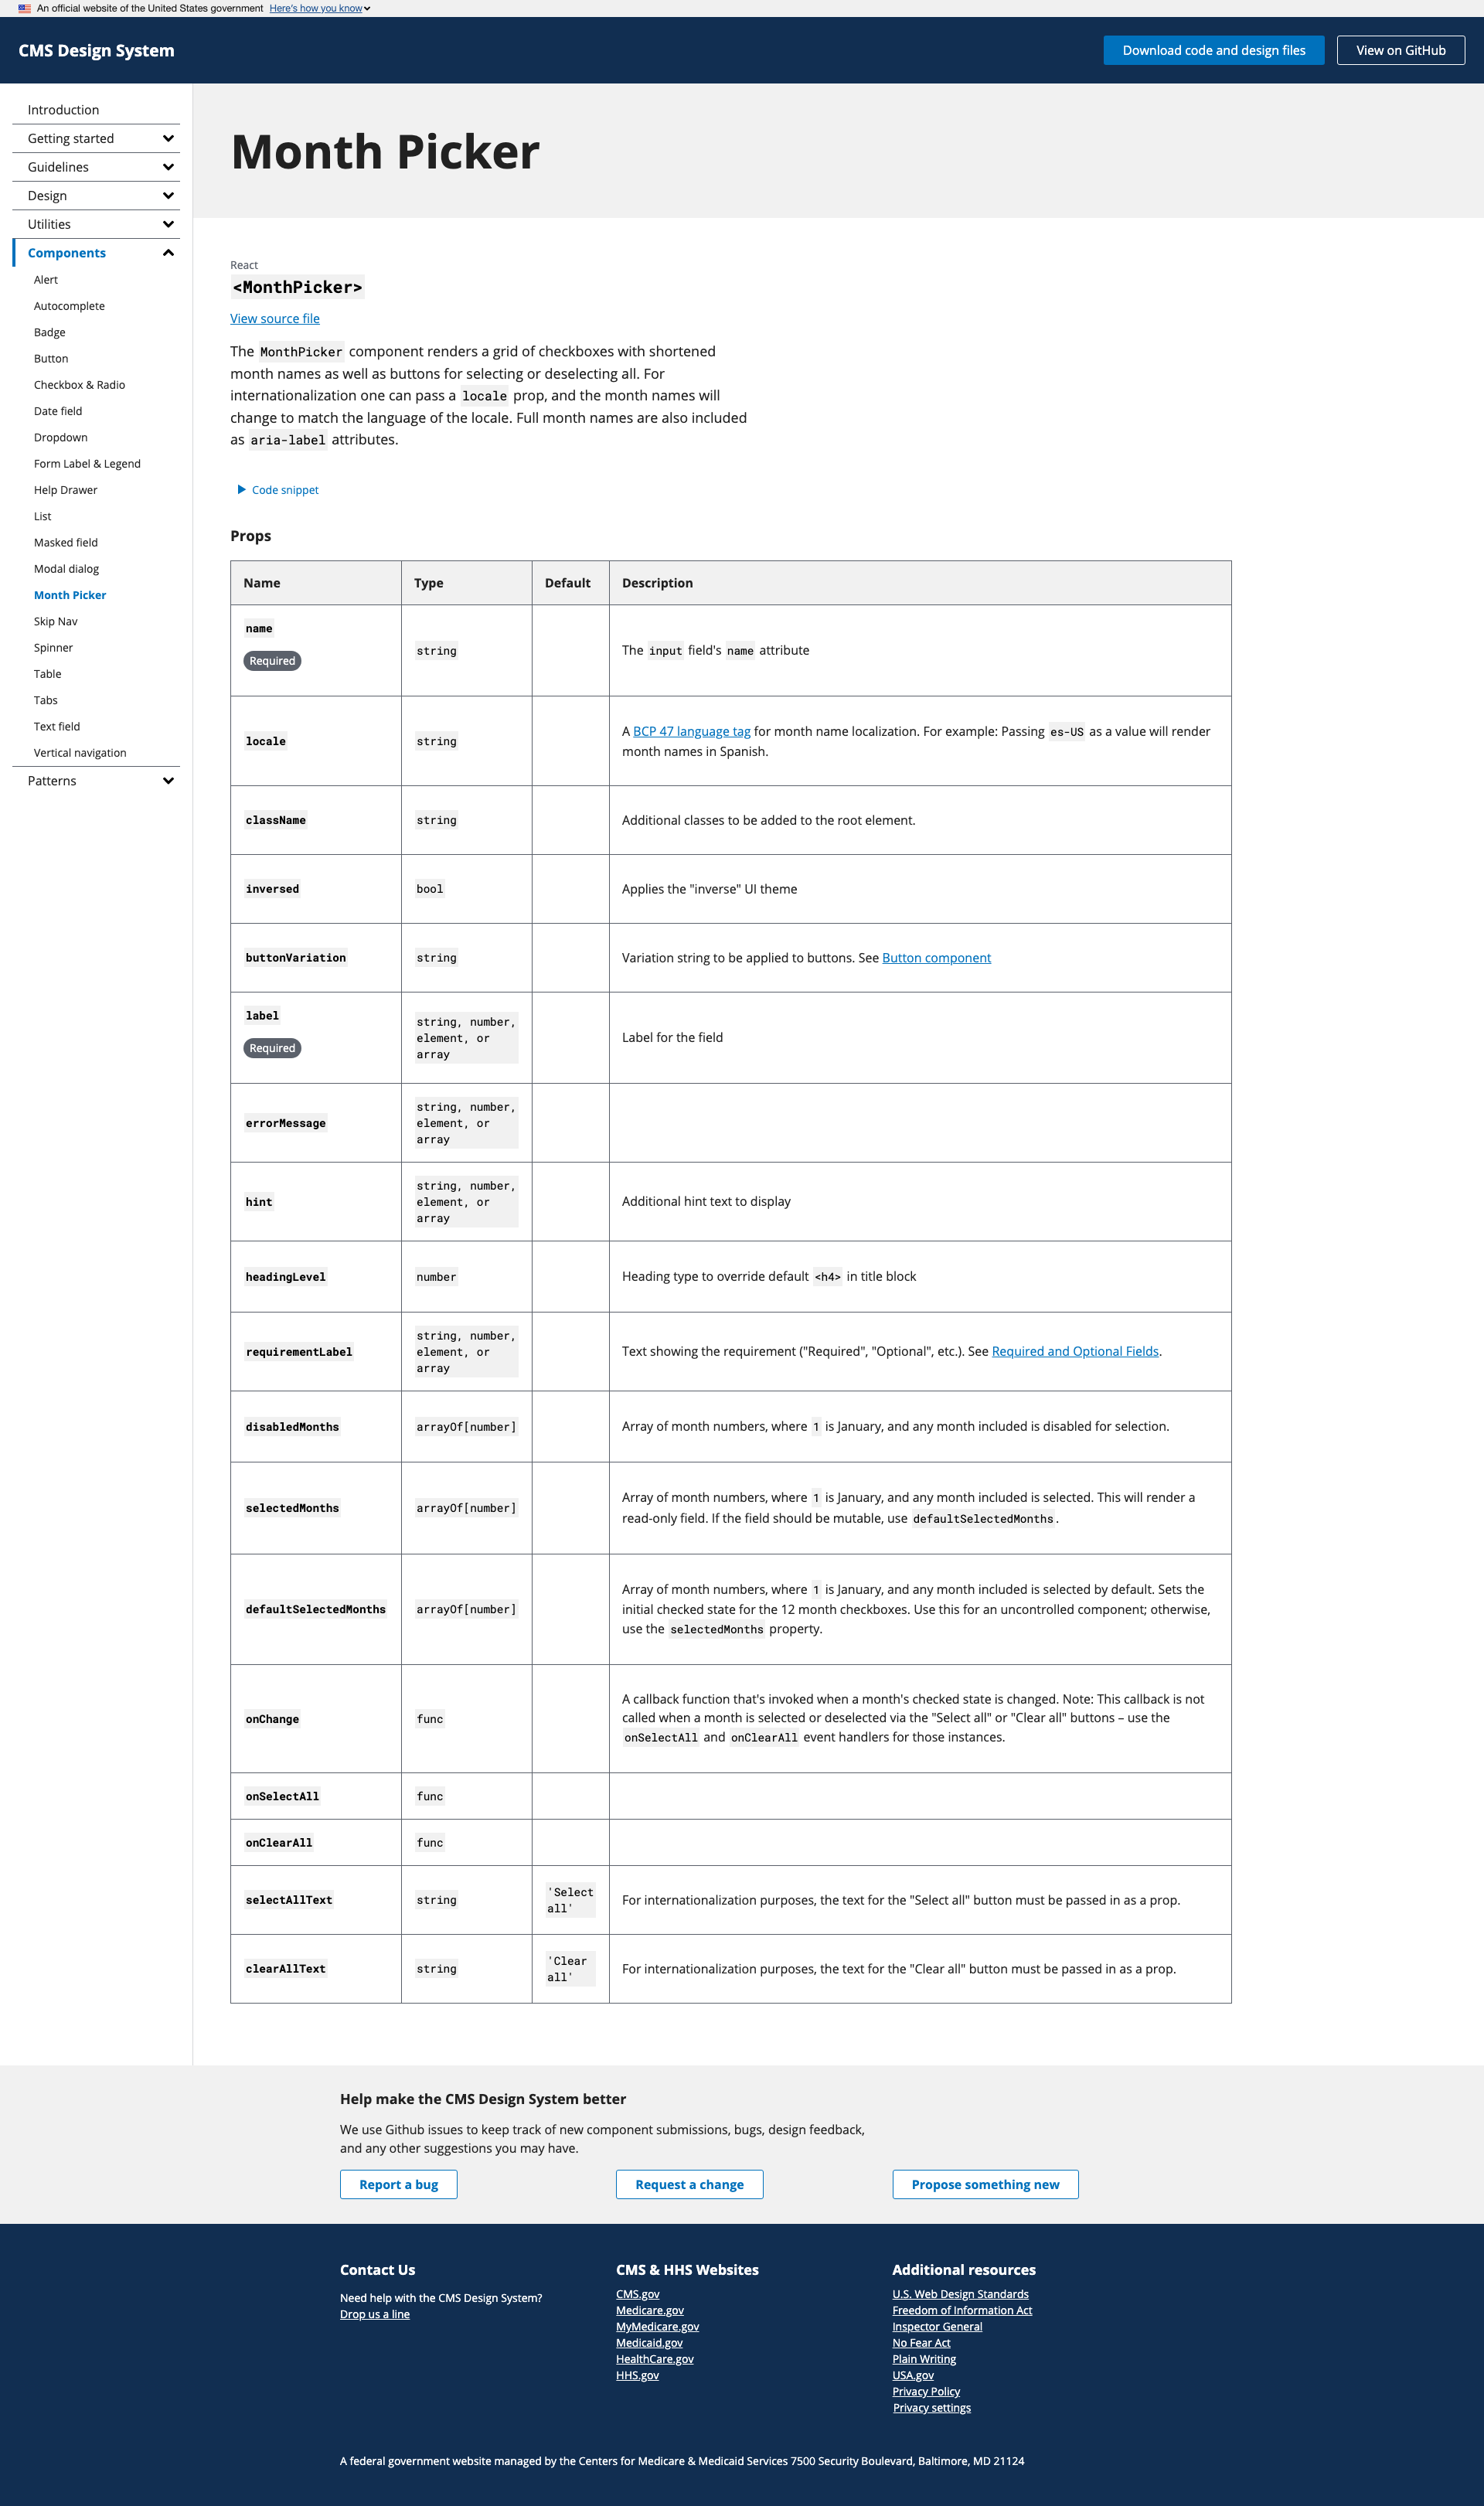 An official website of the United States government Here's how you know
CMS Design System
Download code and design files
View on GitHub
Introduction
Getting started
Guidelines
Design
Utilities
Components
Alert
Autocomplete
Badge
Button
Checkbox & Radio
Date field
Dropdown
Form Label & Legend
Help Drawer
List
Masked field
Modal dialog
Month Picker
Skip Nav
Spinner
Table
Tabs
Text field
Vertical navigation
Patterns
Month Picker
React
<MonthPicker>
View source file
The MonthPicker component renders a grid of checkboxes with shortened
month names as well as buttons for selecting or deselecting all. For
internationalization one can pass a locale prop, and the month names will
change to match the language of the locale. Full month names are also included
as aria-label attributes.
Code snippet
Props
Name Type Default Description
name
Required
string
The input field's name attribute
locale
string
A BCP 47 language tag for month name localization. For example: Passing es-US as a value will render
month names in Spanish.
className
string
Additional classes to be added to the root element.
inversed
bool
Applies the "inverse" UI theme
buttonVariation
string
Variation string to be applied to buttons. See Button component
label
Required
string, number,
element, or
array
Label for the field
errorMessage
string, number,
element, or
array
hint
string, number,
element, or
array
Additional hint text to display
headingLevel
number
Heading type to override default <h4> in title block
requirementLabel
string, number,
element, or
array
Text showing the requirement ("Required", "Optional", etc.). See Required and Optional Fields.
disabledMonths
arrayOf[number]
Array of month numbers, where 1 is January, and any month included is disabled for selection.
selectedMonths
arrayOf[number]
Array of month numbers, where 1 is January, and any month included is selected. This will render a
read-only field. If the field should be mutable, use defaultSelectedMonths.
defaultSelectedMonths
arrayOf[number]
Array of month numbers, where 1 is January, and any month included is selected by default. Sets the
initial checked state for the 12 month checkboxes. Use this for an uncontrolled component; otherwise,
use the selectedMonths property.
onChange
func
A callback function that's invoked when a month's checked state is changed. Note: This callback is not
called when a month is selected or deselected via the "Select all" or "Clear all" buttons – use the
onSelectAll and onClearAll event handlers for those instances.
onSelectAll
func
onClearAll
func
selectAllText
string
'Select
all'
For internationalization purposes, the text for the "Select all" button must be passed in as a prop.
clearAllText
string
'Clear
all'
For internationalization purposes, the text for the "Clear all" button must be passed in as a prop.
Help make the CMS Design System better
We use Github issues to keep track of new component submissions, bugs, design feedback,
and any other suggestions you may have.
Report a bug
Request a change
Propose something new
Contact Us
Need help with the CMS Design System?
Drop us a line
CMS & HHS Websites
CMS.gov
Medicare.gov
MyMedicare.gov
Medicaid.gov
HealthCare.gov
HHS.gov
Additional resources
U.S. Web Design Standards
Freedom of Information Act
Inspector General
No Fear Act
Plain Writing
USA.gov
Privacy Policy
Privacy settings
A federal government website managed by the Centers for Medicare & Medicaid Services 7500 Security Boulevard, Baltimore, MD 21124